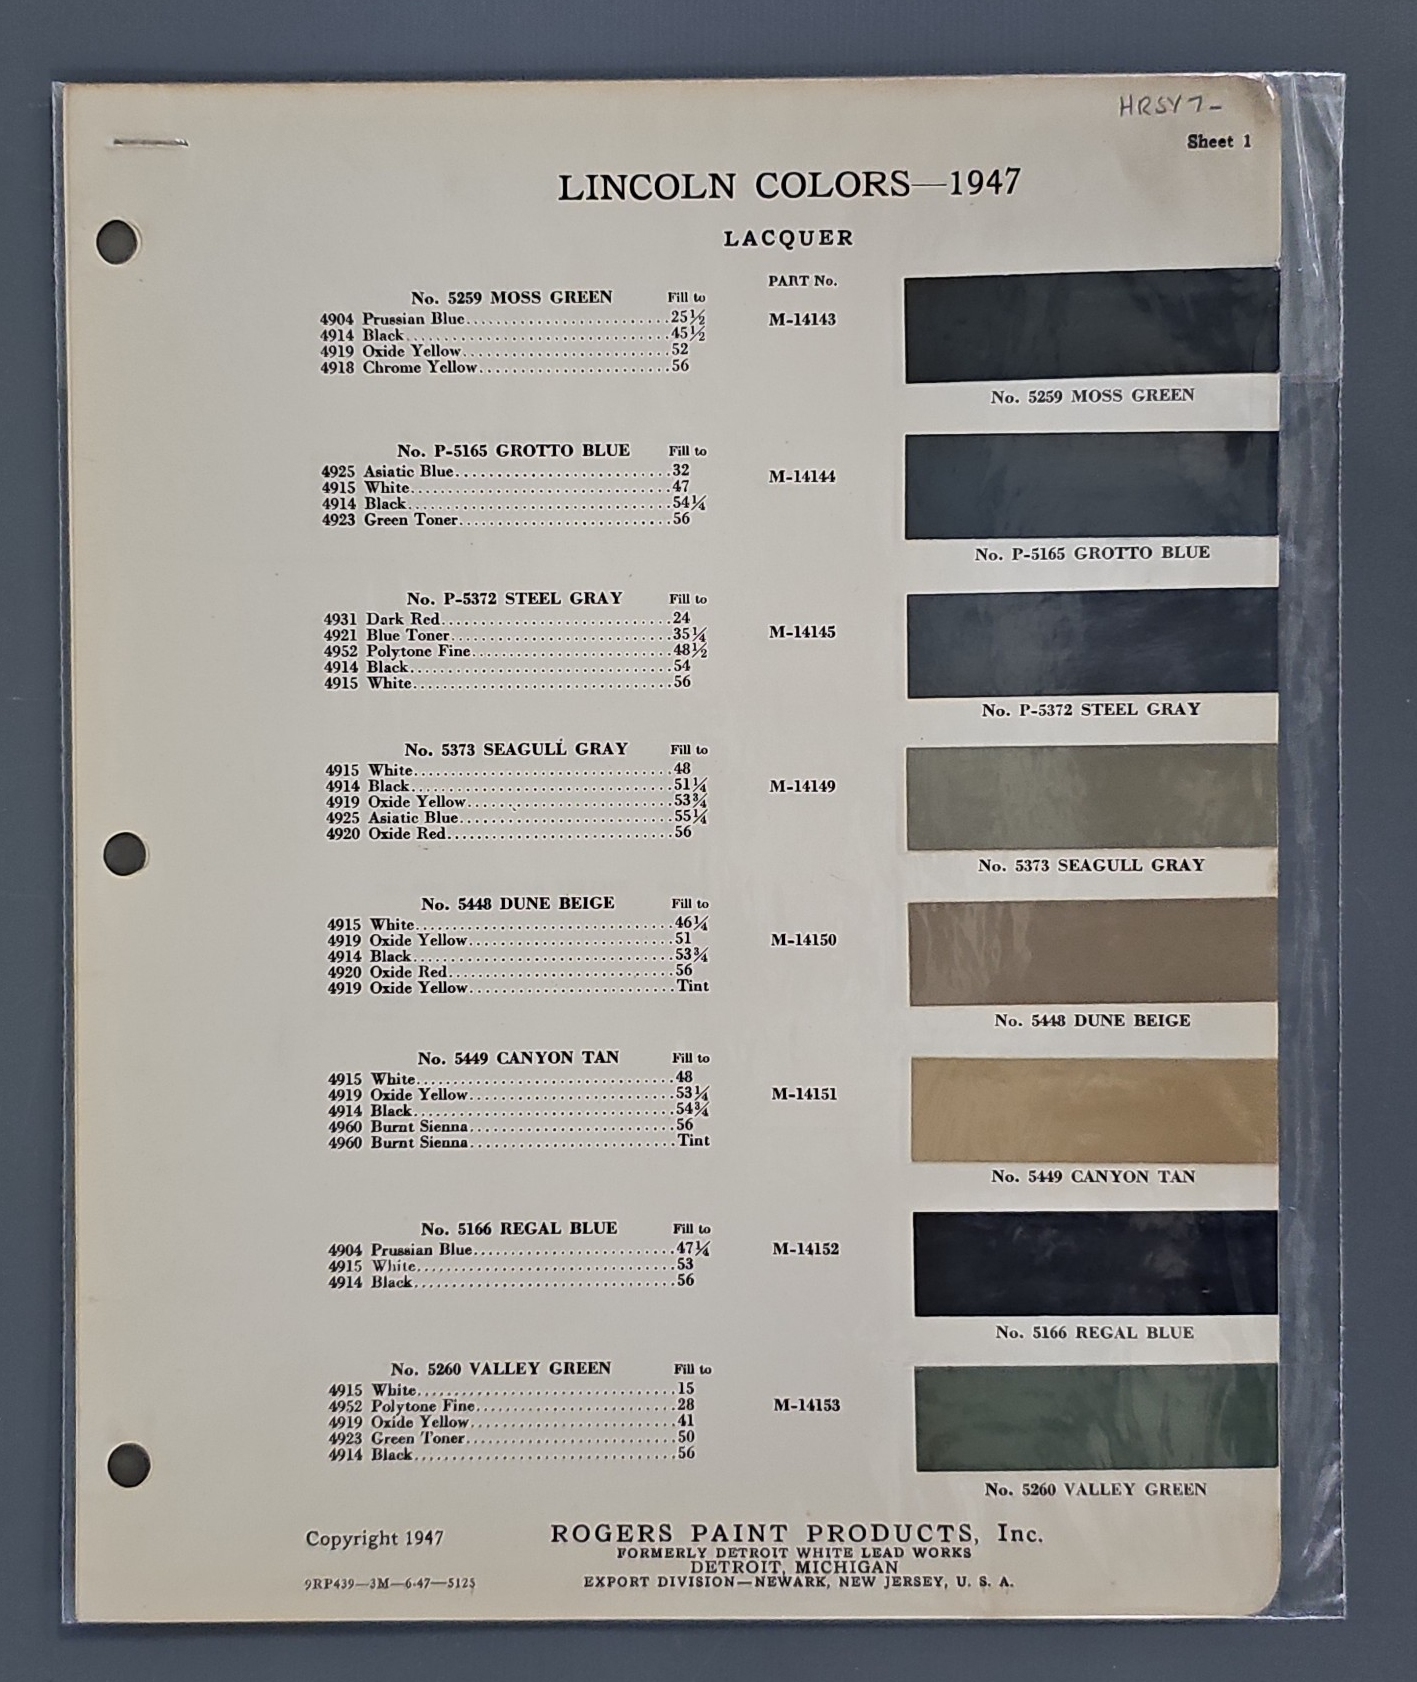 HRSY7-
Sheet 1
LINCOLN COLORS—1947
LACQUER
PART No.
No. 5259 MOSS GREEN Fill to
4904 Prussian Blue 25½ M-14143
4914 Black 45½
4919 Oxide Yellow 52
4918 Chrome Yellow 56
No. 5259 MOSS GREEN
No. P-5165 GROTTO BLUE Fill to
4925 Asiatic Blue 32
4915 White 47 M-14144
4914 Black 54¼
4923 Green Toner 56
No. P-5165 GROTTO BLUE
No. P-5372 STEEL GRAY Fill to
4931 Dark Red 24
4921 Blue Toner 35¼ M-14145
4952 Polytone Fine 48½
4914 Black 54
4915 White 56
No. P-5372 STEEL GRAY
No. 5373 SEAGULL GRAY Fill to
4915 White 48
4914 Black 51¼ M-14149
4919 Oxide Yellow 53¾
4925 Asiatic Blue 55¼
4920 Oxide Red 56
No. 5373 SEAGULL GRAY
No. 5448 DUNE BEIGE Fill to
4915 White 46¼
4919 Oxide Yellow 51 M-14150
4914 Black 53¾
4920 Oxide Red 56
4919 Oxide Yellow Tint
No. 5448 DUNE BEIGE
No. 5449 CANYON TAN Fill to
4915 White 48
4919 Oxide Yellow 53¼ M-14151
4914 Black 54¾
4960 Burnt Sienna 56
4960 Burnt Sienna Tint
No. 5449 CANYON TAN
No. 5166 REGAL BLUE Fill to
4904 Prussian Blue 47¼ M-14152
4915 White 53
4914 Black 56
No. 5166 REGAL BLUE
No. 5260 VALLEY GREEN Fill to
4915 White 15
4952 Polytone Fine 28 M-14153
4919 Oxide Yellow 41
4923 Green Toner 50
4914 Black 56
No. 5260 VALLEY GREEN
Copyright 1947
ROGERS PAINT PRODUCTS, Inc.
FORMERLY DETROIT WHITE LEAD WORKS
DETROIT, MICHIGAN
9RP439—3M—6-47—5125
EXPORT DIVISION—NEWARK, NEW JERSEY, U. S. A.